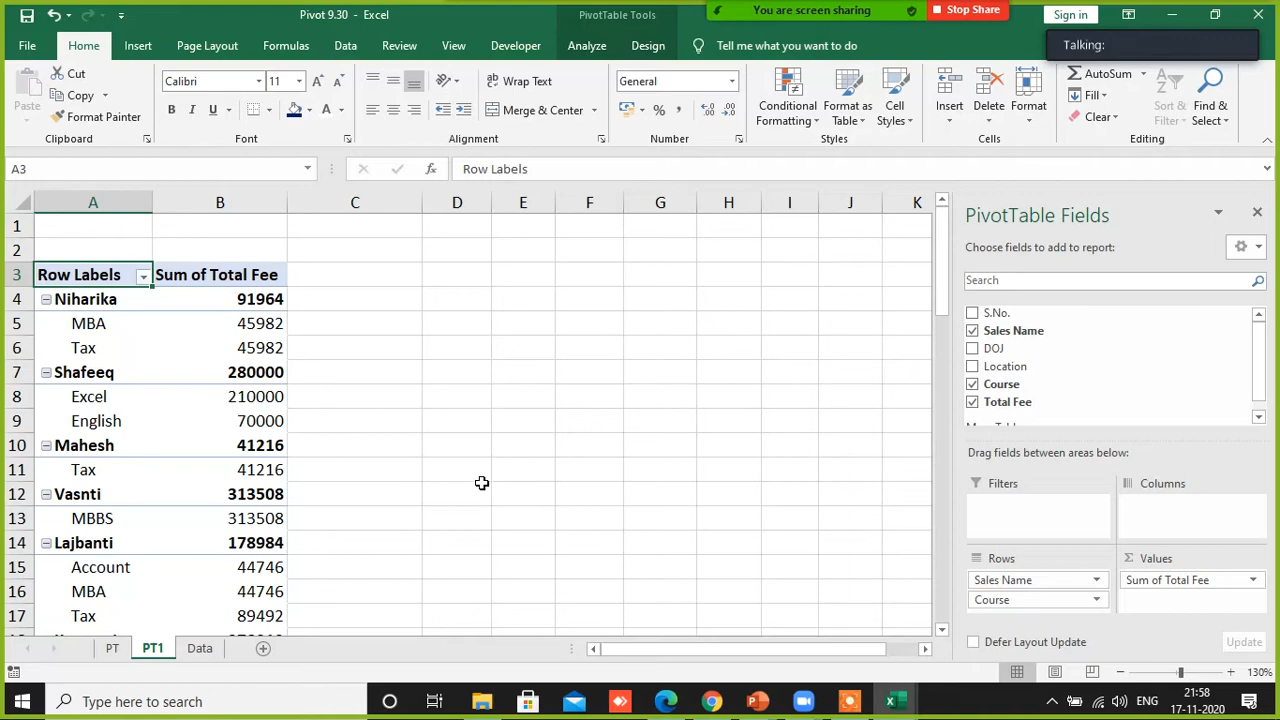 Pivot 9.30 - Excel
PivotTable Tools
You are screen sharing
Stop Share
Sign in
File Home Insert Page Layout Formulas Data Review View Developer Analyze Design Tell me what you want to do
Talking:
Paste
Cut
Copy
Format Painter
Clipboard
Calibri 11
B I U
Font
Wrap Text
Merge & Center
Alignment
General
Number
Conditional Formatting
Format as Table
Cell Styles
Styles
Insert Delete Format
Cells
AutoSum
Fill
Clear
Sort & Filter
Find & Select
Editing
A3 fx Row Labels
A B C D E F G H I J K
1
2
3 Row Labels Sum of Total Fee
4 Niharika 91964
5 MBA 45982
6 Tax 45982
7 Shafeeq 280000
8 Excel 210000
9 English 70000
10 Mahesh 41216
11 Tax 41216
12 Vasnti 313508
13 MBBS 313508
14 Lajbanti 178984
15 Account 44746
16 MBA 44746
17 Tax 89492
PivotTable Fields
Choose fields to add to report:
Search
S.No.
Sales Name
DOJ
Location
Course
Total Fee
Drag fields between areas below:
Filters Columns
Rows Σ Values
Sales Name Sum of Total Fee
Course
Defer Layout Update Update
PT PT1 Data
130%
Type here to search
ENG
21:58
17-11-2020